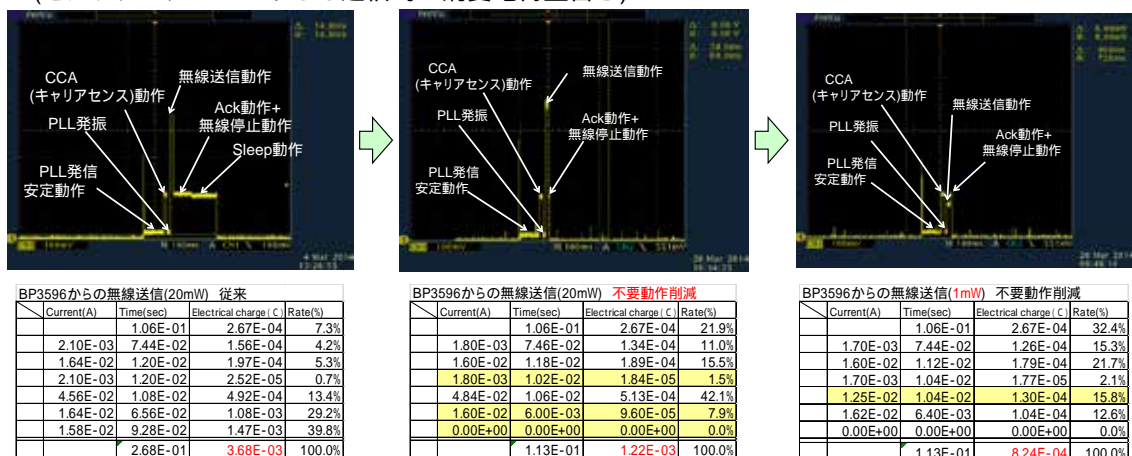 CCA
(キャリアセンス)動作
PLL発振
PLL発信
安定動作
無線送信動作
Ack動作+
無線停止動作
Sleep動作
CCA
(キャリアセンス)動作
PLL発振
PLL発信
安定動作
無線送信動作
Ack動作+
無線停止動作
CCA
(キャリアセンス)動作
PLL発振
PLL発信
安定動作
無線送信動作
Ack動作+
無線停止動作
BP3596からの無線送信(20mW) 従来
Current(A) Time(sec) Electrical charge(C) Rate(%)
1.06E-01 2.67E-04 7.3%
2.10E-03 7.44E-02 1.56E-04 4.2%
1.64E-02 1.20E-02 1.97E-04 5.3%
2.10E-03 1.20E-02 2.52E-05 0.7%
4.56E-02 1.08E-02 4.92E-04 13.4%
1.64E-02 6.56E-02 1.08E-03 29.2%
1.58E-02 9.28E-02 1.47E-03 39.8%
2.68E-01 3.68E-03 100.0%
BP3596からの無線送信(20mW) 不要動作削減
Current(A) Time(sec) Electrical charge(C) Rate(%)
1.06E-01 2.67E-04 21.9%
1.80E-03 7.46E-02 1.34E-04 11.0%
1.60E-02 1.18E-02 1.89E-04 15.5%
1.80E-03 1.02E-02 1.84E-05 1.5%
4.84E-02 1.06E-02 5.13E-04 42.1%
1.60E-02 6.00E-03 9.60E-05 7.9%
0.00E+00 0.00E+00 0.00E+00 0.0%
1.13E-01 1.22E-03 100.0%
BP3596からの無線送信(1mW) 不要動作削減
Current(A) Time(sec) Electrical charge(C) Rate(%)
1.06E-01 2.67E-04 32.4%
1.70E-03 7.44E-02 1.26E-04 15.3%
1.60E-02 1.12E-02 1.79E-04 21.7%
1.70E-03 1.04E-02 1.77E-05 2.1%
1.25E-02 1.04E-02 1.30E-04 15.8%
1.62E-02 6.40E-03 1.04E-04 12.6%
0.00E+00 0.00E+00 0.00E+00 0.0%
1.13E-01 8.24E-04 100.0%